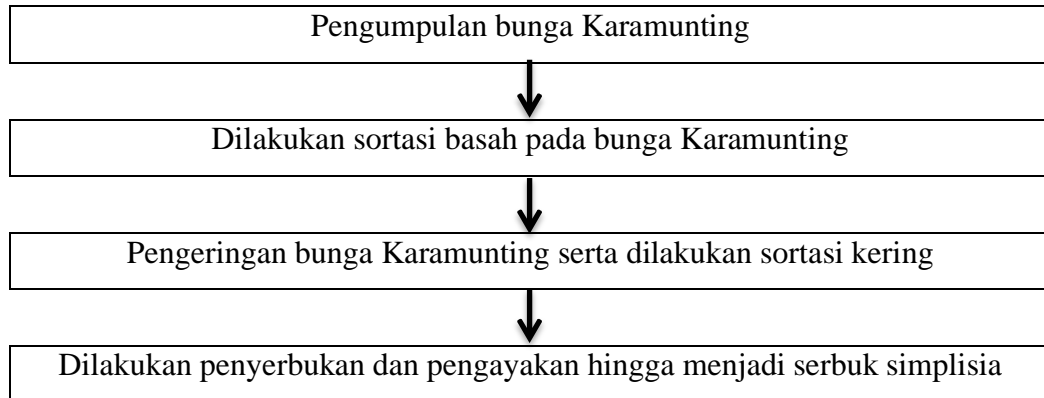 Pengumpulan bunga Karamunting
Dilakukan sortasi basah pada bunga Karamunting
Pengeringan bunga Karamunting serta dilakukan sortasi kering
Dilakukan penyerbukan dan pengayakan hingga menjadi serbuk simplisia